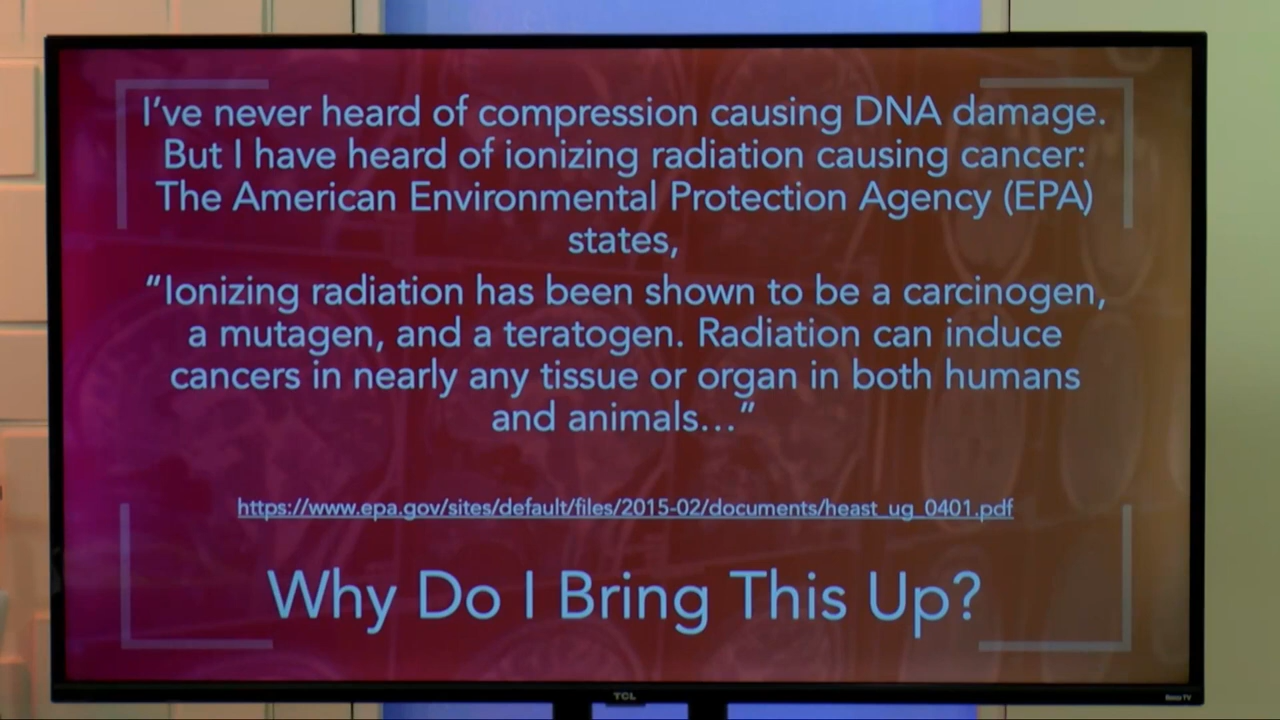 I've never heard of compression causing DNA damage.
But I have heard of ionizing radiation causing cancer:
The American Environmental Protection Agency (EPA)
states,
“Ionizing radiation has been shown to be a carcinogen,
a mutagen, and a teratogen. Radiation can induce
cancers in nearly any tissue or organ in both humans
and animals…”
https://www.epa.gov/sites/default/files/2015-02/documents/heast_ug_0401.pdf
Why Do I Bring This Up?
TCL
Roku TV